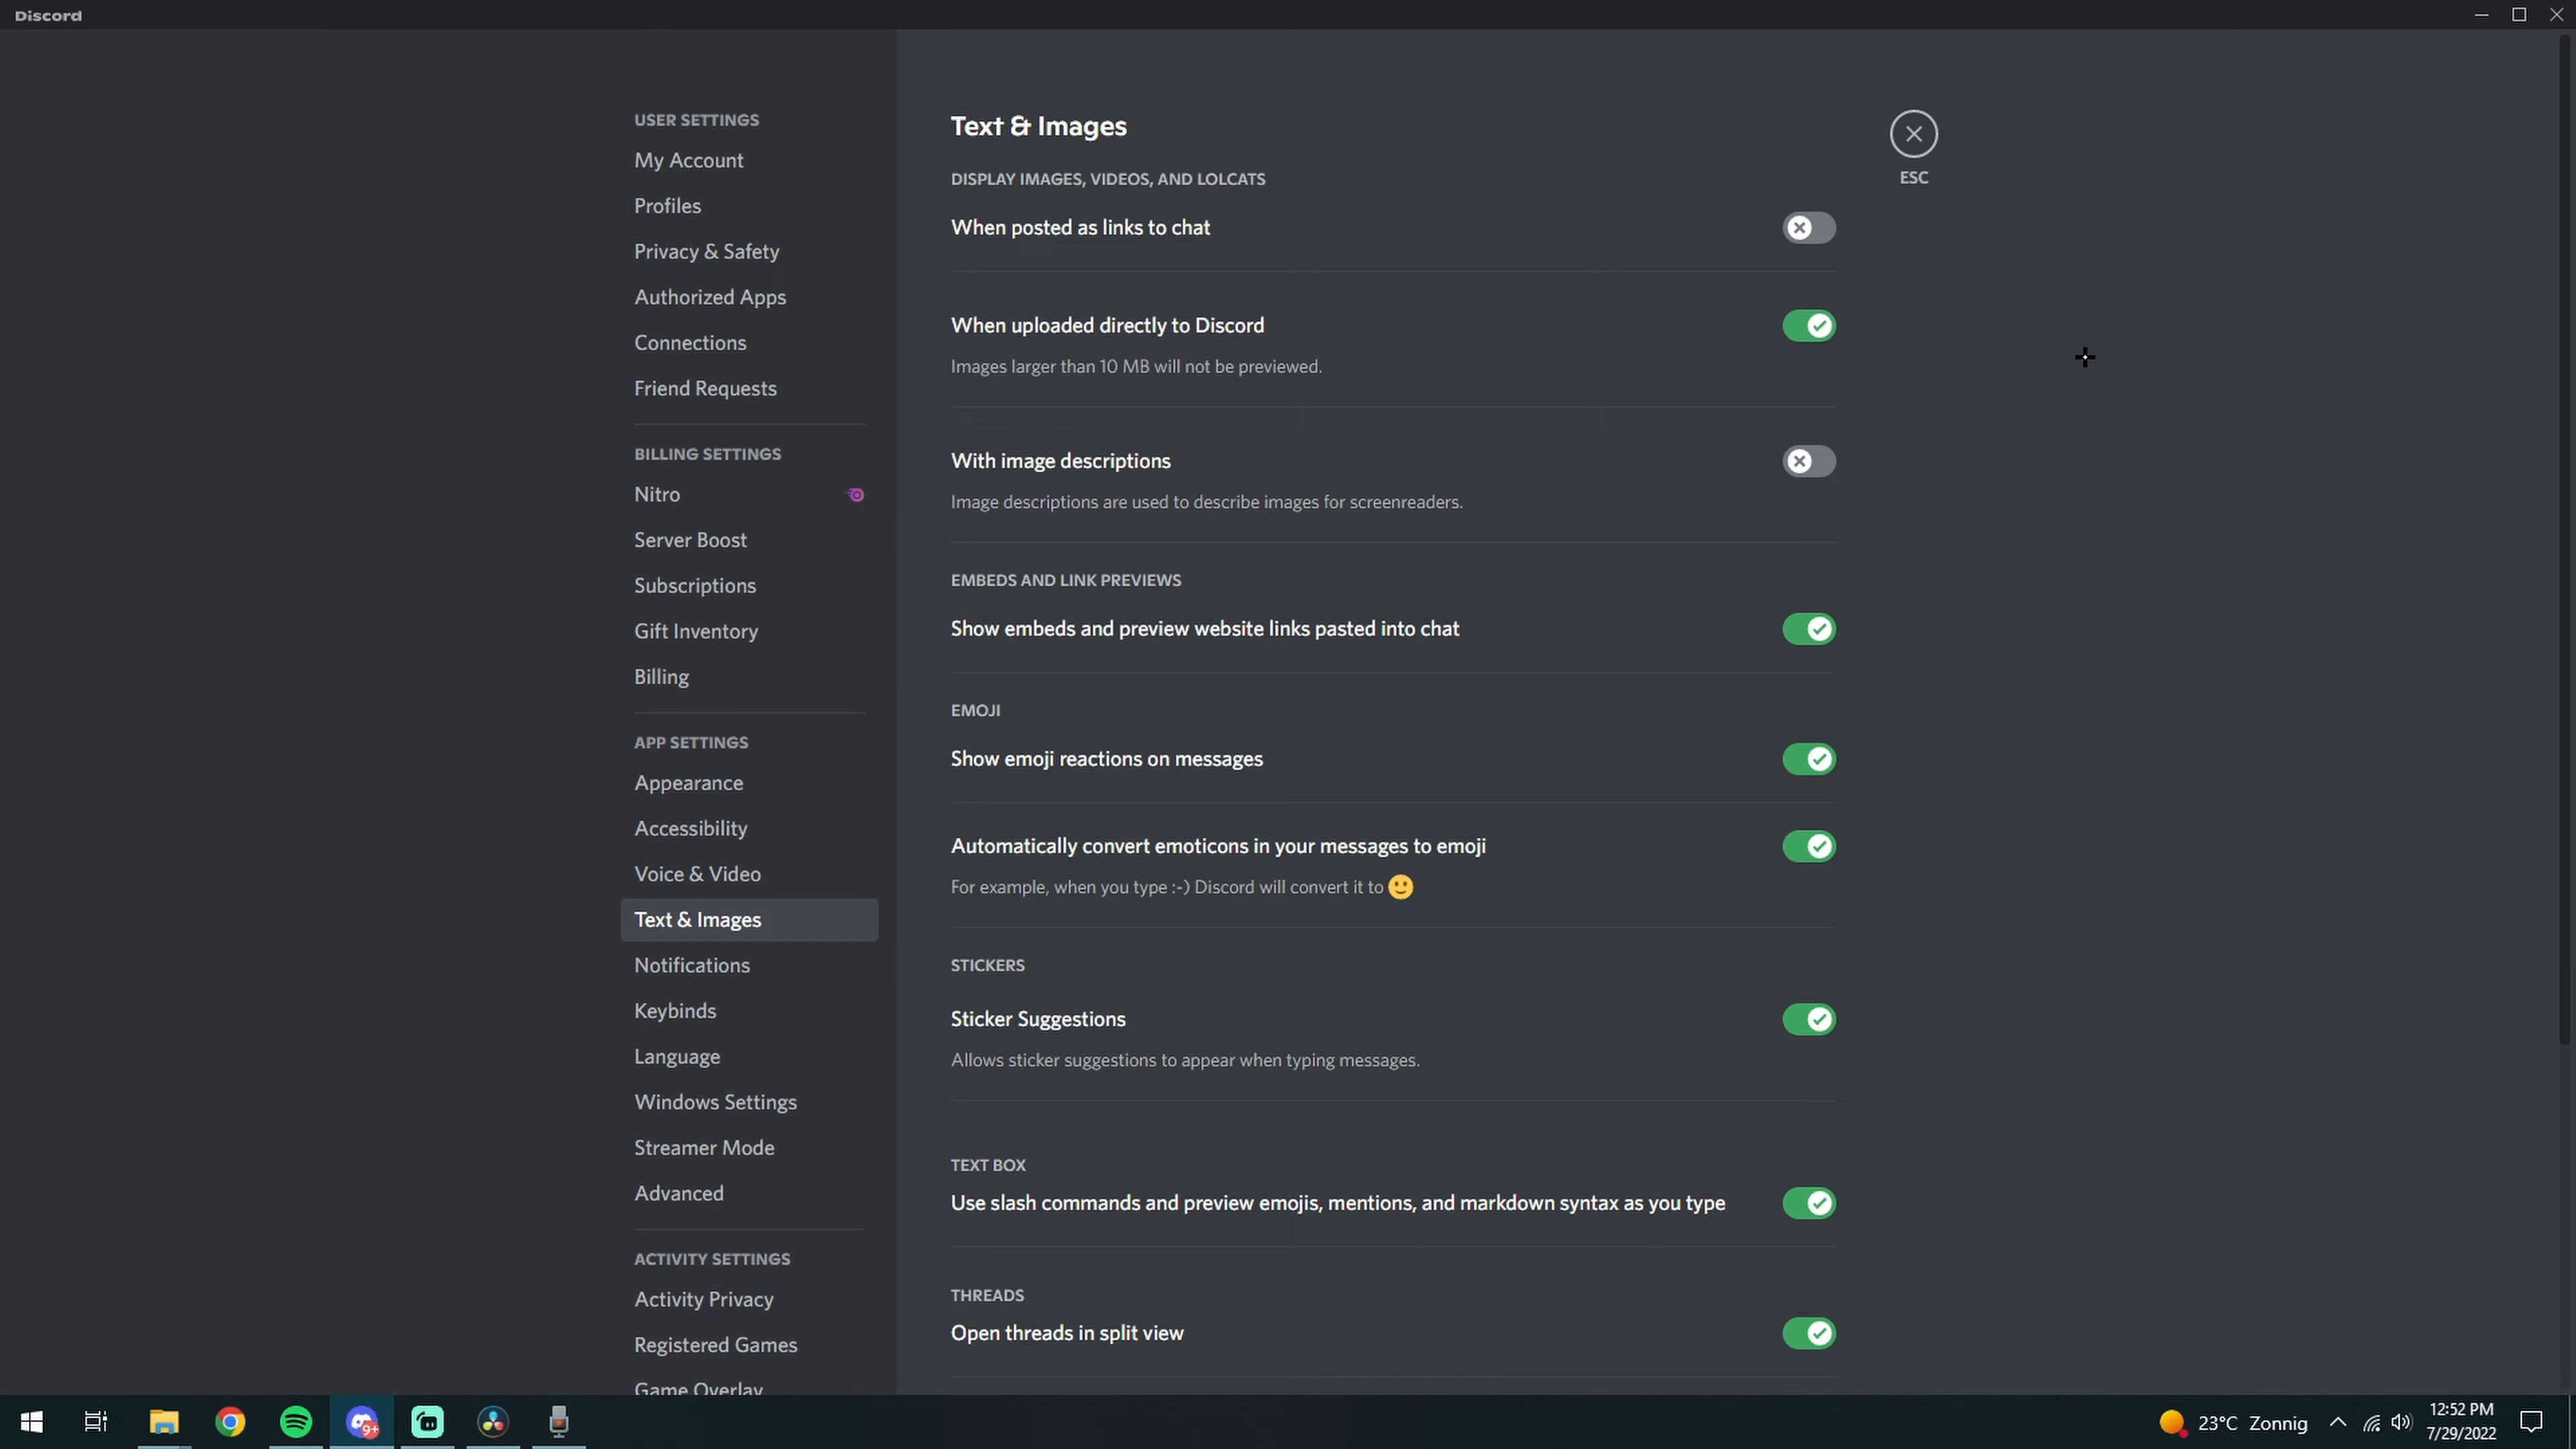 Discord
USER SETTINGS
My Account
Profiles
Privacy & Safety
Authorized Apps
Connections
Friend Requests
BILLING SETTINGS
Nitro
Server Boost
Subscriptions
Gift Inventory
Billing
APP SETTINGS
Appearance
Accessibility
Voice & Video
Text & Images
Notifications
Keybinds
Language
Windows Settings
Streamer Mode
Advanced
ACTIVITY SETTINGS
Activity Privacy
Registered Games
Game Overlay
Text & Images
DISPLAY IMAGES, VIDEOS, AND LOLCATS
When posted as links to chat
When uploaded directly to Discord
Images larger than 10 MB will not be previewed.
With image descriptions
Image descriptions are used to describe images for screenreaders.
EMBEDS AND LINK PREVIEWS
Show embeds and preview website links pasted into chat
EMOJI
Show emoji reactions on messages
Automatically convert emoticons in your messages to emoji
For example, when you type :-) Discord will convert it to 🙂
STICKERS
Sticker Suggestions
Allows sticker suggestions to appear when typing messages.
TEXT BOX
Use slash commands and preview emojis, mentions, and markdown syntax as you type
THREADS
Open threads in split view
ESC
9+
23°C Zonnig
12:52 PM
7/29/2022